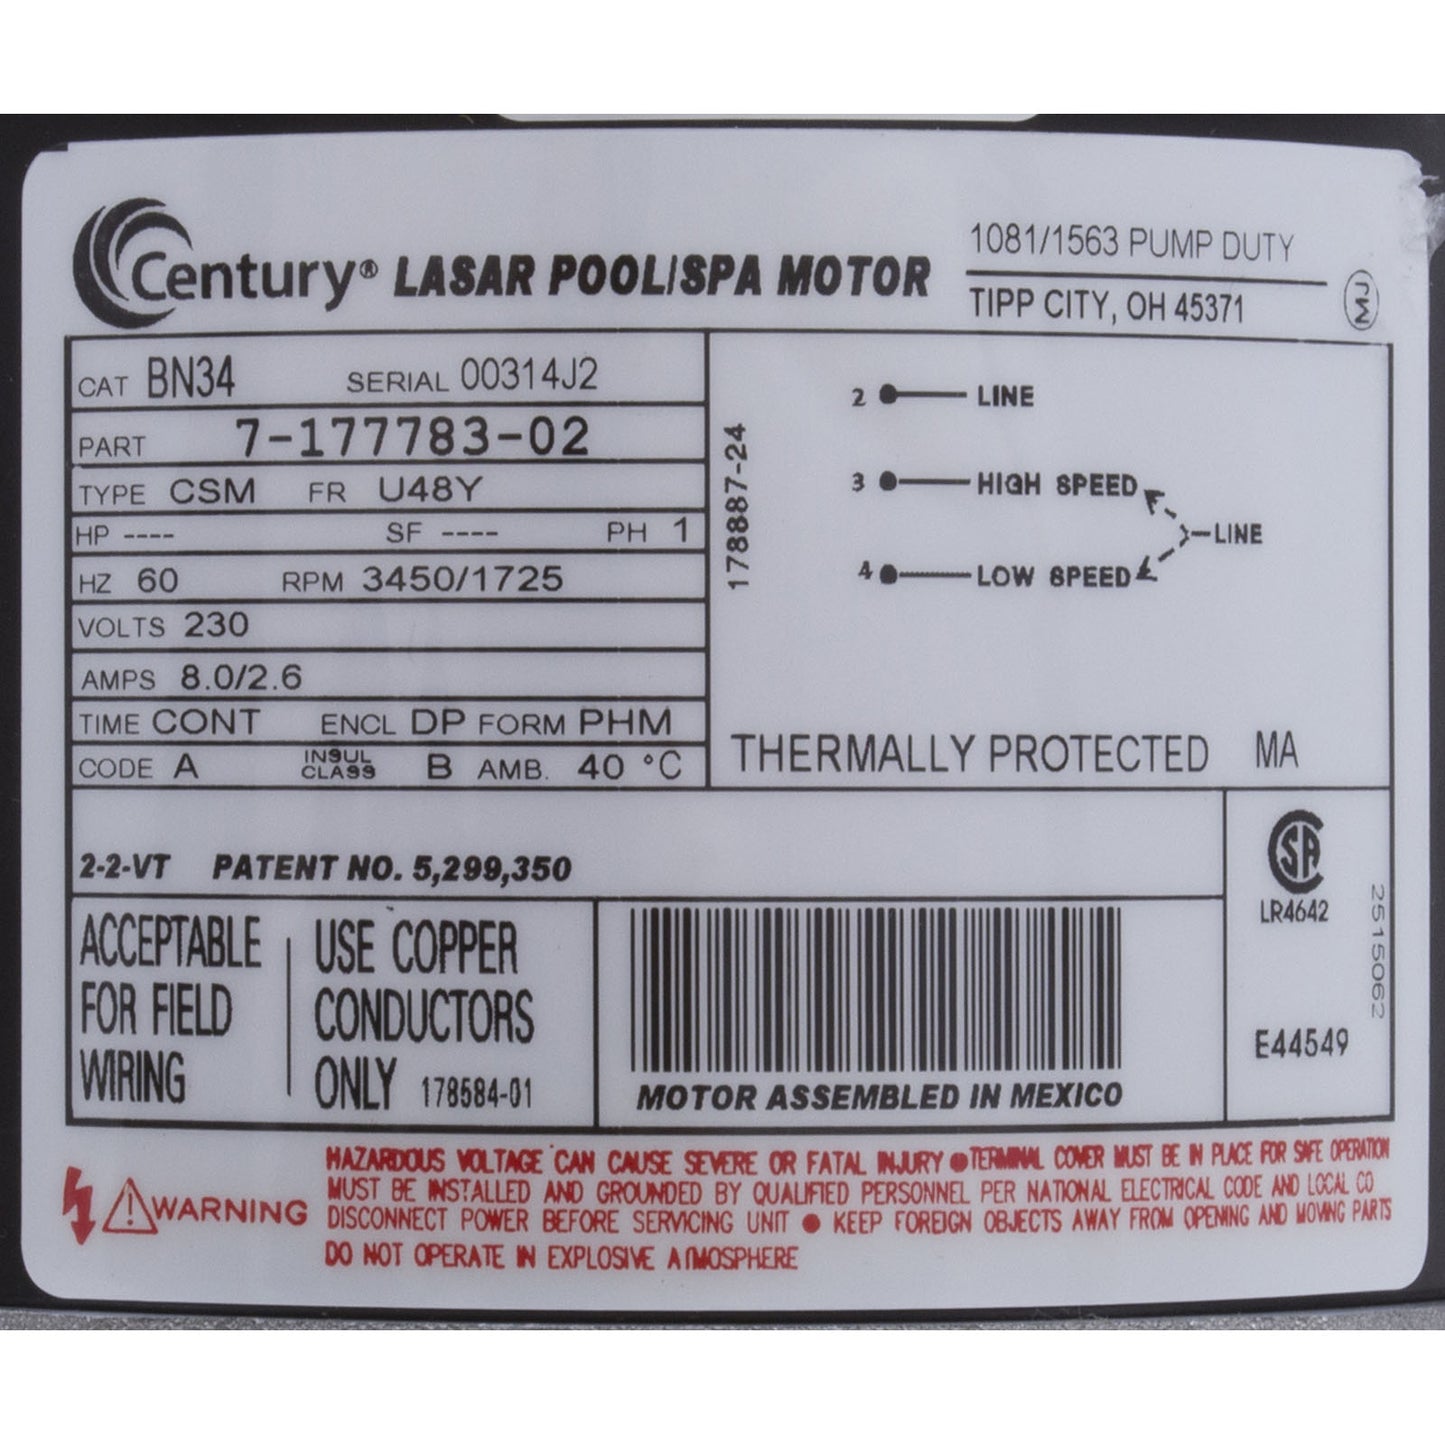 Century® LASAR POOL/SPA MOTOR
1081/1563 PUMP DUTY
TIPP CITY, OH 45371
CAT BN34 SERIAL 00314J2
PART 7-177783-02
TYPE CSM FR U48Y
HP ---- SF ---- PH 1
HZ 60 RPM 3450/1725
VOLTS 230
AMPS 8.0/2.6
TIME CONT ENCL DP FORM PHM
CODE A INSUL CLASS B AMB. 40 °C
178887-24
2 LINE
3 HIGH SPEED
LINE
4 LOW SPEED
THERMALLY PROTECTED MA
2-2-VT PATENT NO. 5,299,350
ACCEPTABLE
FOR FIELD
WIRING
USE COPPER
CONDUCTORS
ONLY 178584-01
MOTOR ASSEMBLED IN MEXICO
SA
LR4642
2515062
E44549
WARNING
HAZARDOUS VOLTAGE CAN CAUSE SEVERE OR FATAL INJURY ● TERMINAL COVER MUST BE IN PLACE FOR SAFE OPERATION
MUST BE INSTALLED AND GROUNDED BY QUALIFIED PERSONNEL PER NATIONAL ELECTRICAL CODE AND LOCAL CO
DISCONNECT POWER BEFORE SERVICING UNIT ● KEEP FOREIGN OBJECTS AWAY FROM OPENING AND MOVING PARTS
DO NOT OPERATE IN EXPLOSIVE ATMOSPHERE